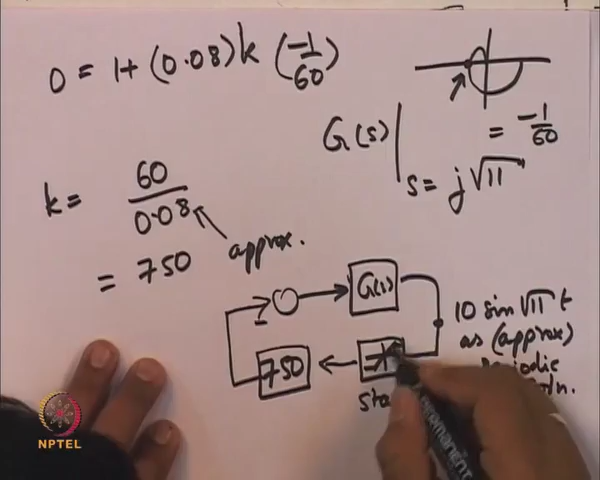 0 = 1 + (0.08) k (-1/60)
G(s)| s = j√11 = -1/60
k = 60/0.08
approx.
= 750
G(s)
10 sin √11 t
as (approx)
periodic
750
NPTEL